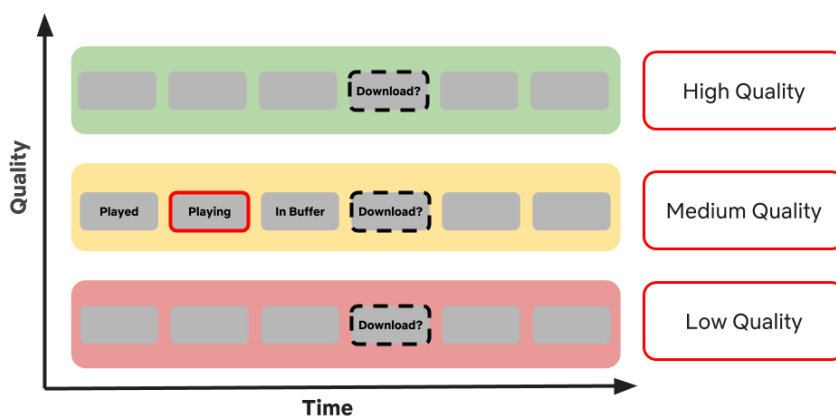 Quality
Download?
High Quality
Played
Playing
In Buffer
Download?
Medium Quality
Download?
Low Quality
Time